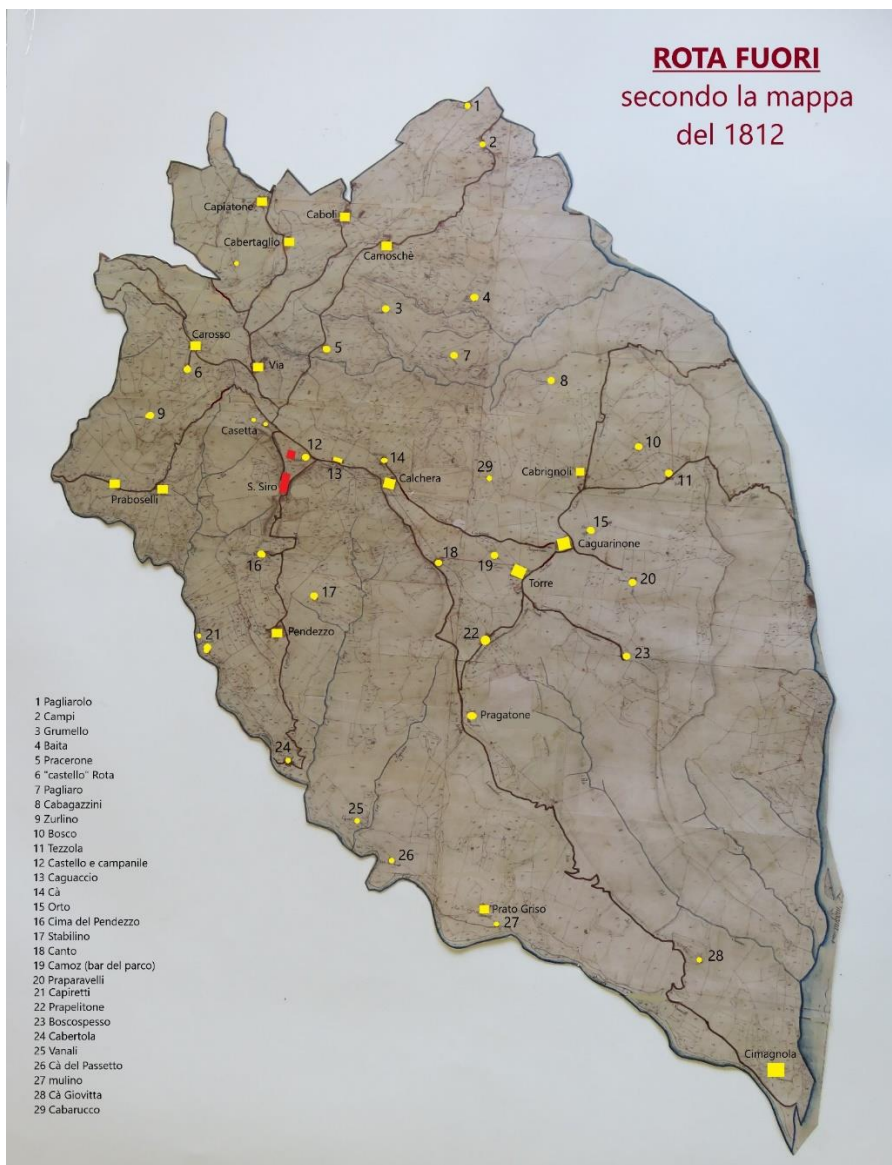 ROTA FUORI
secondo la mappa
del 1812
1
2
Capiatone
Caboli
Cabertaglio
Camoschè
3
4
Carosso
5
7
Via
6
8
9
Casetta
12
14
10
13
29
Cabrignoli
11
S. Siro
Calchera
Praboselli
15
Caguarinone
16
18
19
20
17
Torre
21
Pendezzo
22
23
Pragatone
24
25
26
Prato Griso
27
28
Cimagnola
1 Pagliarolo
2 Campi
3 Grumello
4 Baita
5 Pracerone
6 "castello" Rota
7 Pagliaro
8 Cabagazzini
9 Zurlino
10 Bosco
11 Tezzola
12 Castello e campanile
13 Caguaccio
14 Cà
15 Orto
16 Cima del Pendezzo
17 Stabilino
18 Canto
19 Camoz (bar del parco)
20 Praparavelli
21 Capiretti
22 Prapelitone
23 Boscospesso
24 Cabertola
25 Vanali
26 Cà del Passetto
27 mulino
28 Cà Giovitta
29 Cabarucco